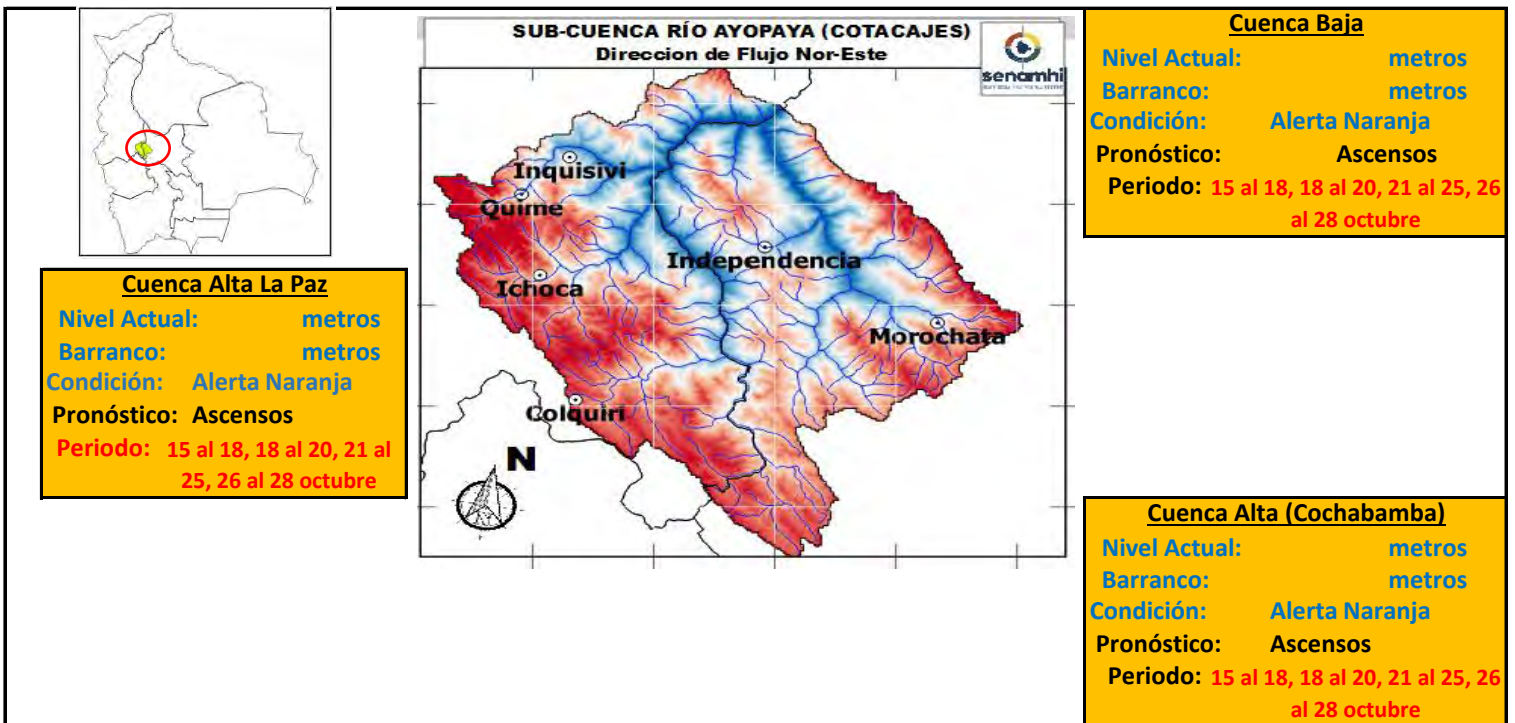 SUB-CUENCA RÍO AYOPAYA (COTACAJES)
Direccion de Flujo Nor-Este
senamhi
Inquisivi
Quime
Independencia
Ichoca
Morochata
Colquiri
N
Cuenca Baja
Nivel Actual: metros
Barranco: metros
Condición: Alerta Naranja
Pronóstico: Ascensos
Periodo: 15 al 18, 18 al 20, 21 al 25, 26
al 28 octubre
Cuenca Alta La Paz
Nivel Actual: metros
Barranco: metros
Condición: Alerta Naranja
Pronóstico: Ascensos
Periodo: 15 al 18, 18 al 20, 21 al
25, 26 al 28 octubre
Cuenca Alta (Cochabamba)
Nivel Actual: metros
Barranco: metros
Condición: Alerta Naranja
Pronóstico: Ascensos
Periodo: 15 al 18, 18 al 20, 21 al 25, 26
al 28 octubre